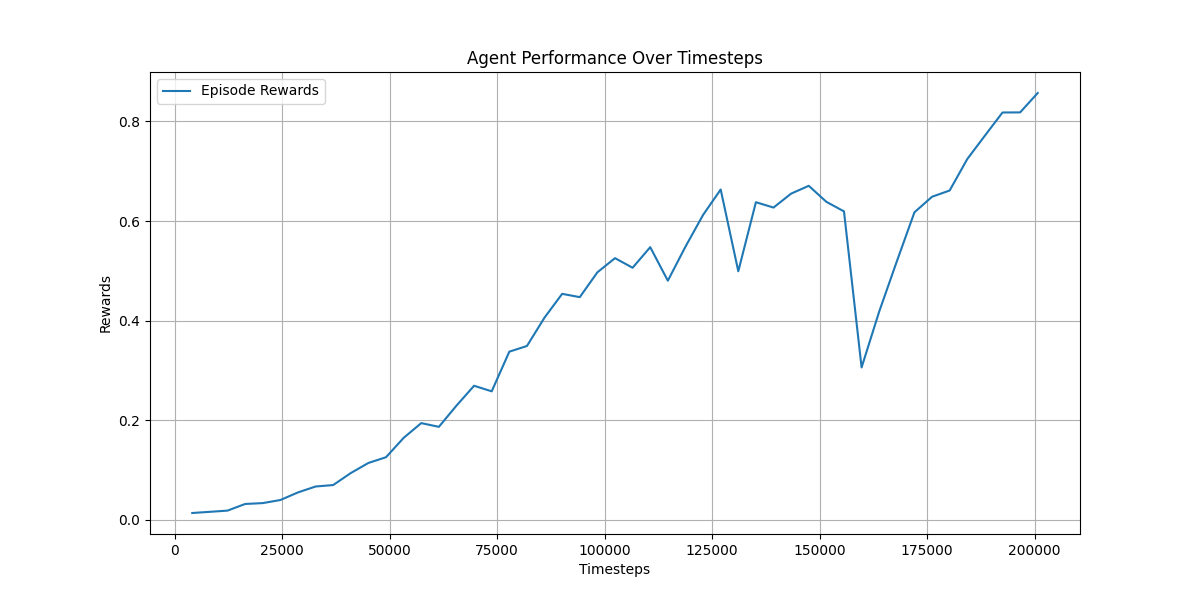 Agent Performance Over Timesteps
Episode Rewards
Rewards
0.8
0.6
0.4
0.2
0.0
0 25000 50000 75000 100000 125000 150000 175000 200000
Timesteps